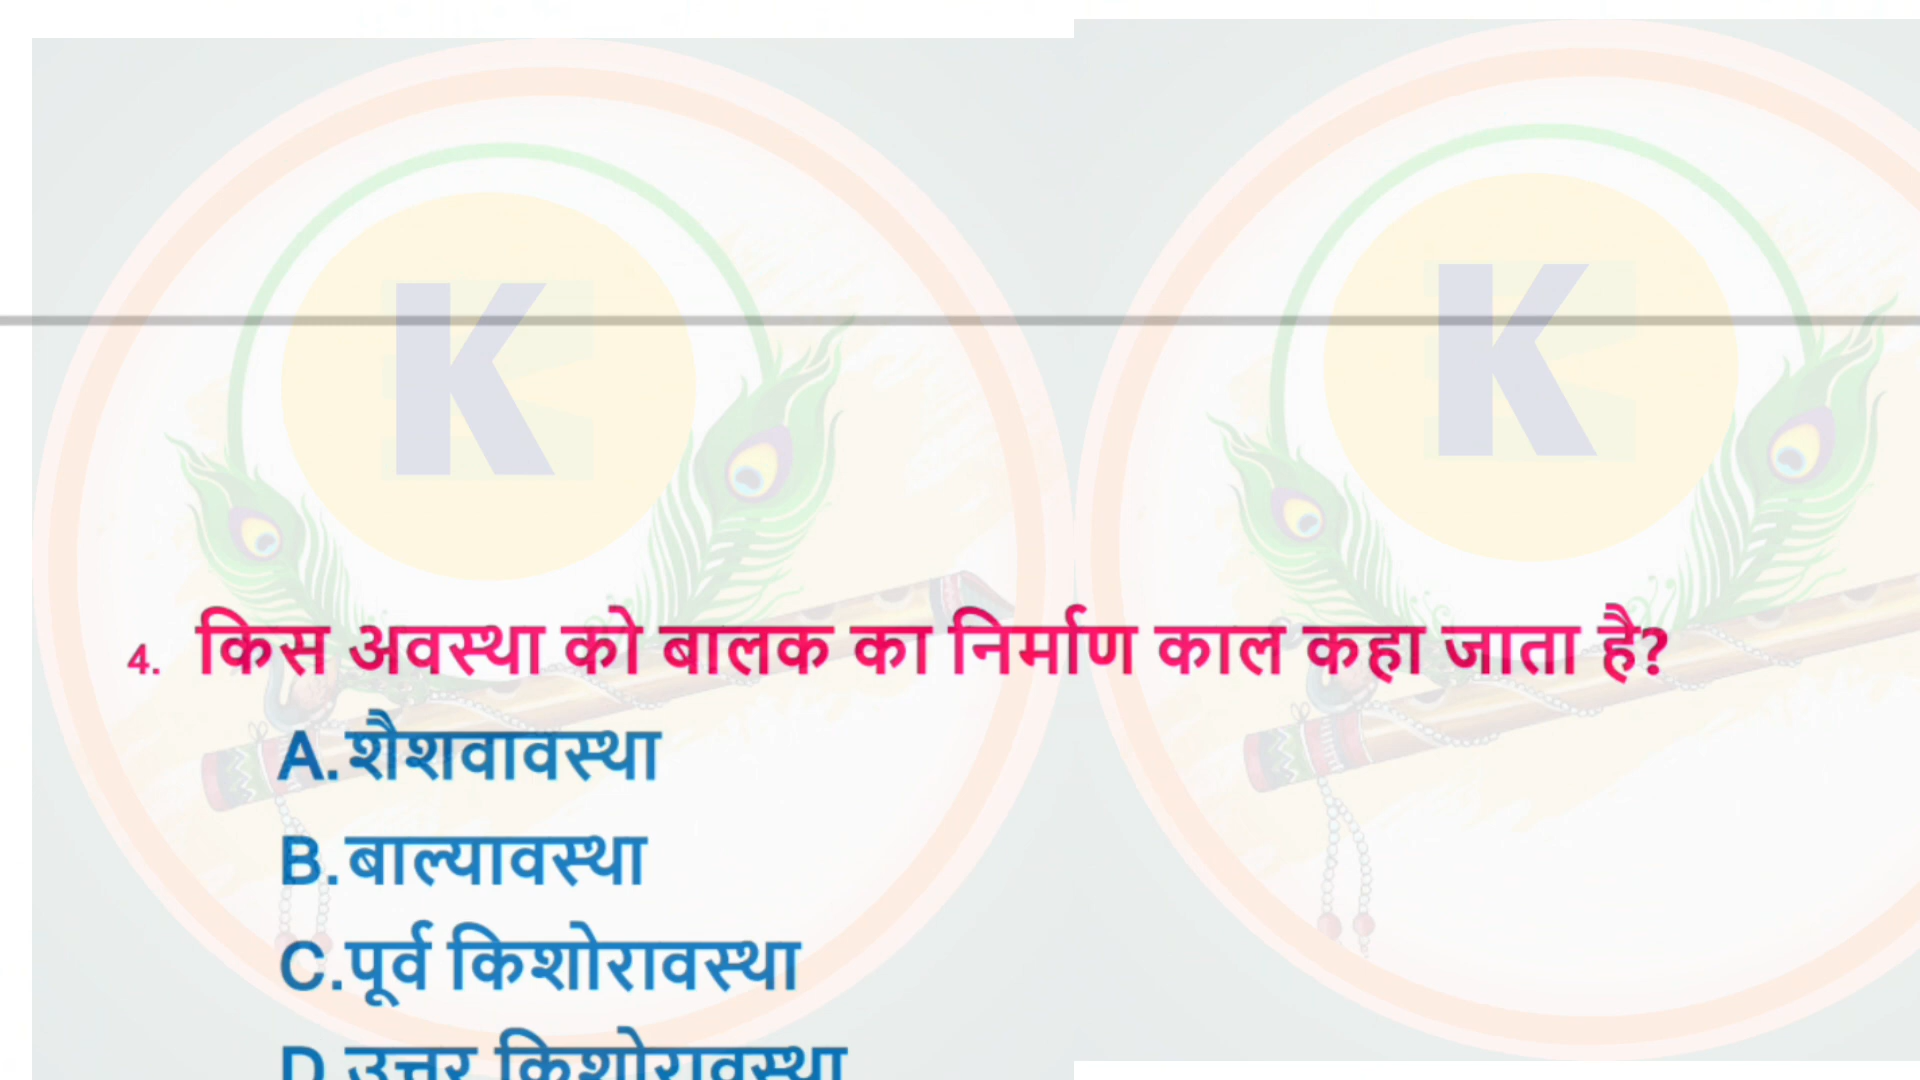 K K
4. किस अवस्था को बालक का निर्माण काल कहा जाता है?
A. शैशवावस्था
B. बाल्यावस्था
C. पूर्व किशोरावस्था
D. उत्तर किशोरावस्था